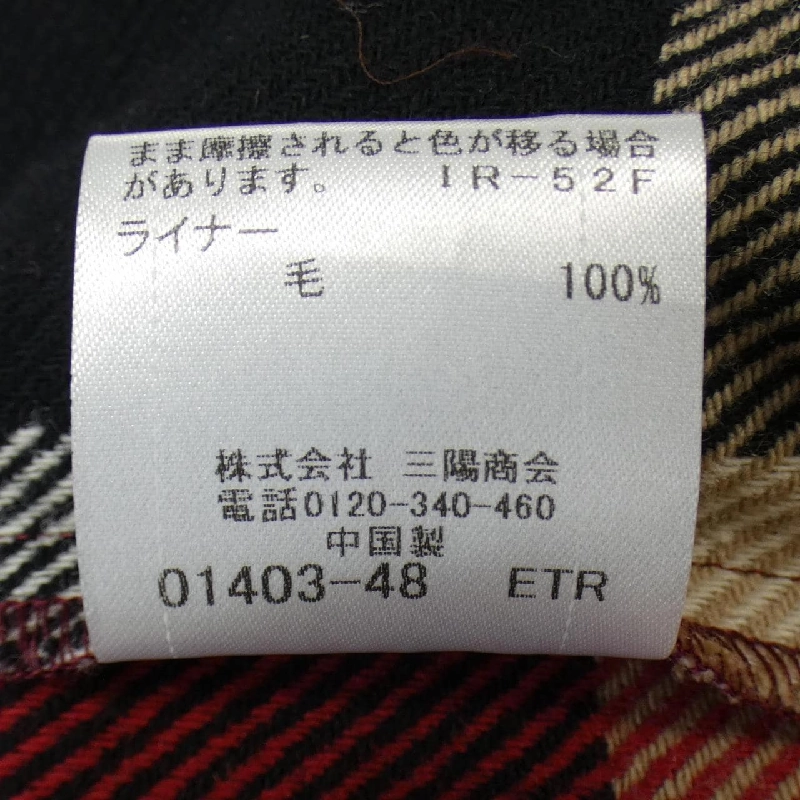 まま摩擦されると色が移る場合
があります。 IR-52F
ライナー
毛 100%
株式会社 三陽商会
電話0120-340-460
中国製
01403-48 ETR